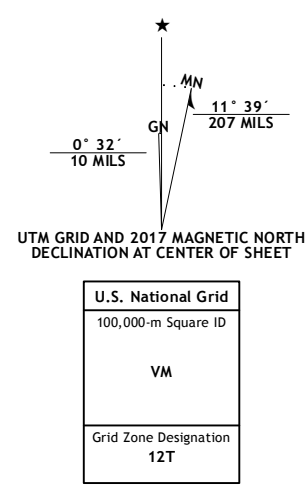 ★
MN
GN
11° 39´
207 MILS
0° 32´
10 MILS
UTM GRID AND 2017 MAGNETIC NORTH
DECLINATION AT CENTER OF SHEET
U.S. National Grid
100,000-m Square ID
VM
Grid Zone Designation
12T